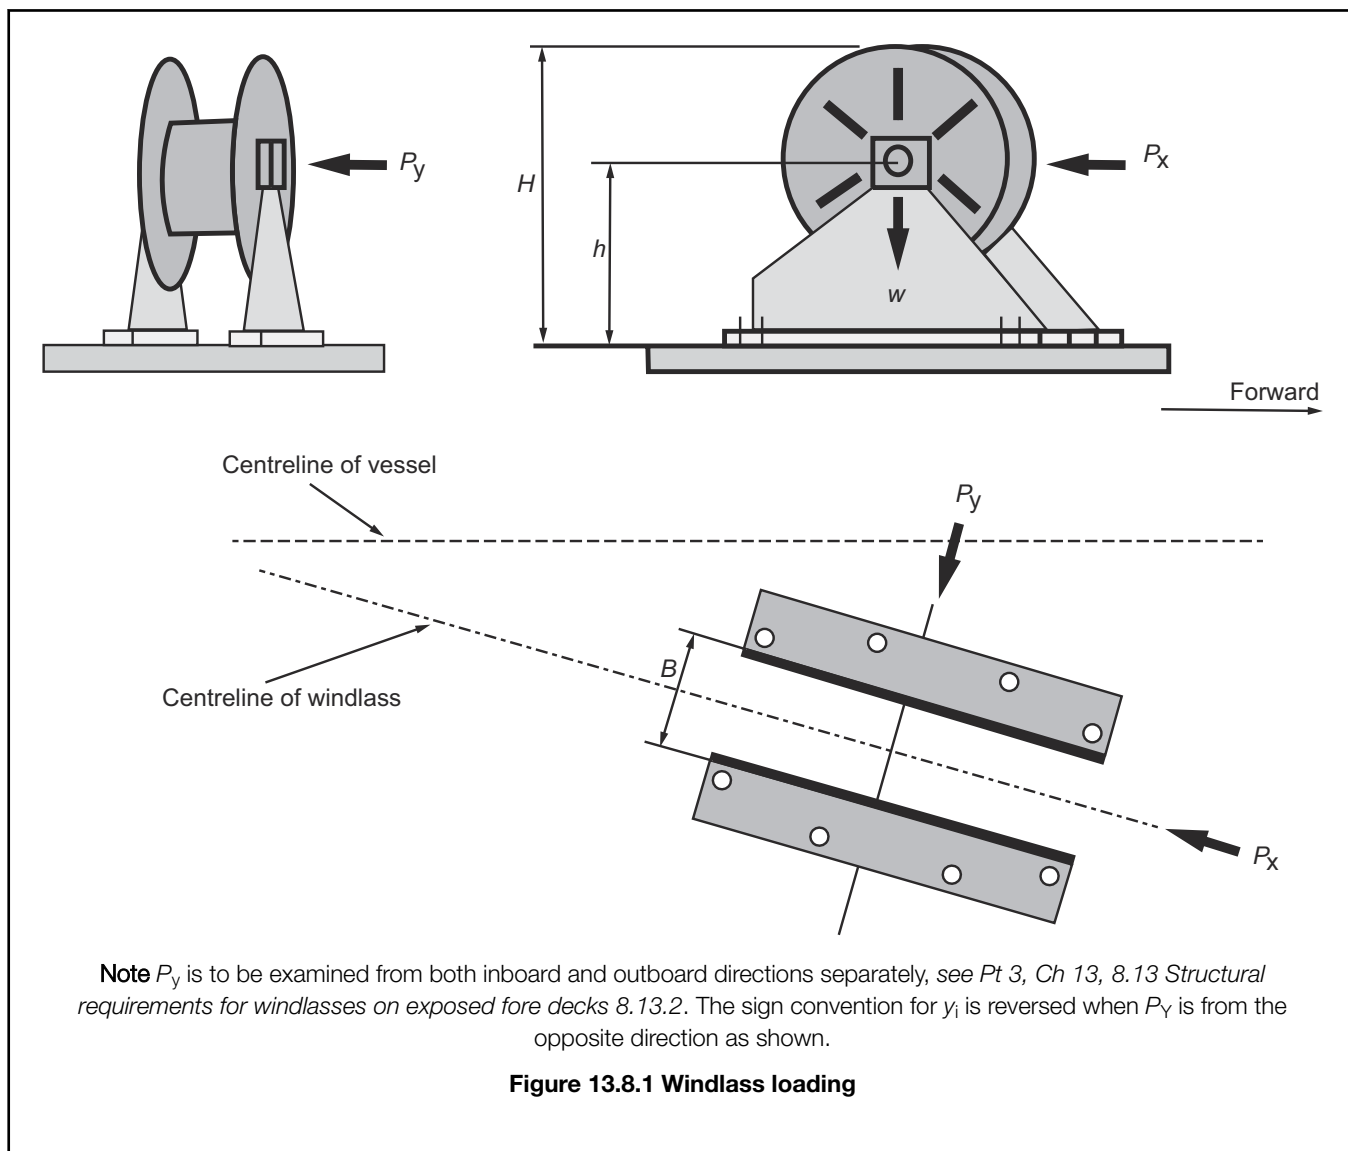 Py
H
h
w
Px
Forward
Centreline of vessel
Py
B
Centreline of windlass
Px
Note Py is to be examined from both inboard and outboard directions separately, see Pt 3, Ch 13, 8.13 Structural
requirements for windlasses on exposed fore decks 8.13.2. The sign convention for yi is reversed when PY is from the
opposite direction as shown.
Figure 13.8.1 Windlass loading